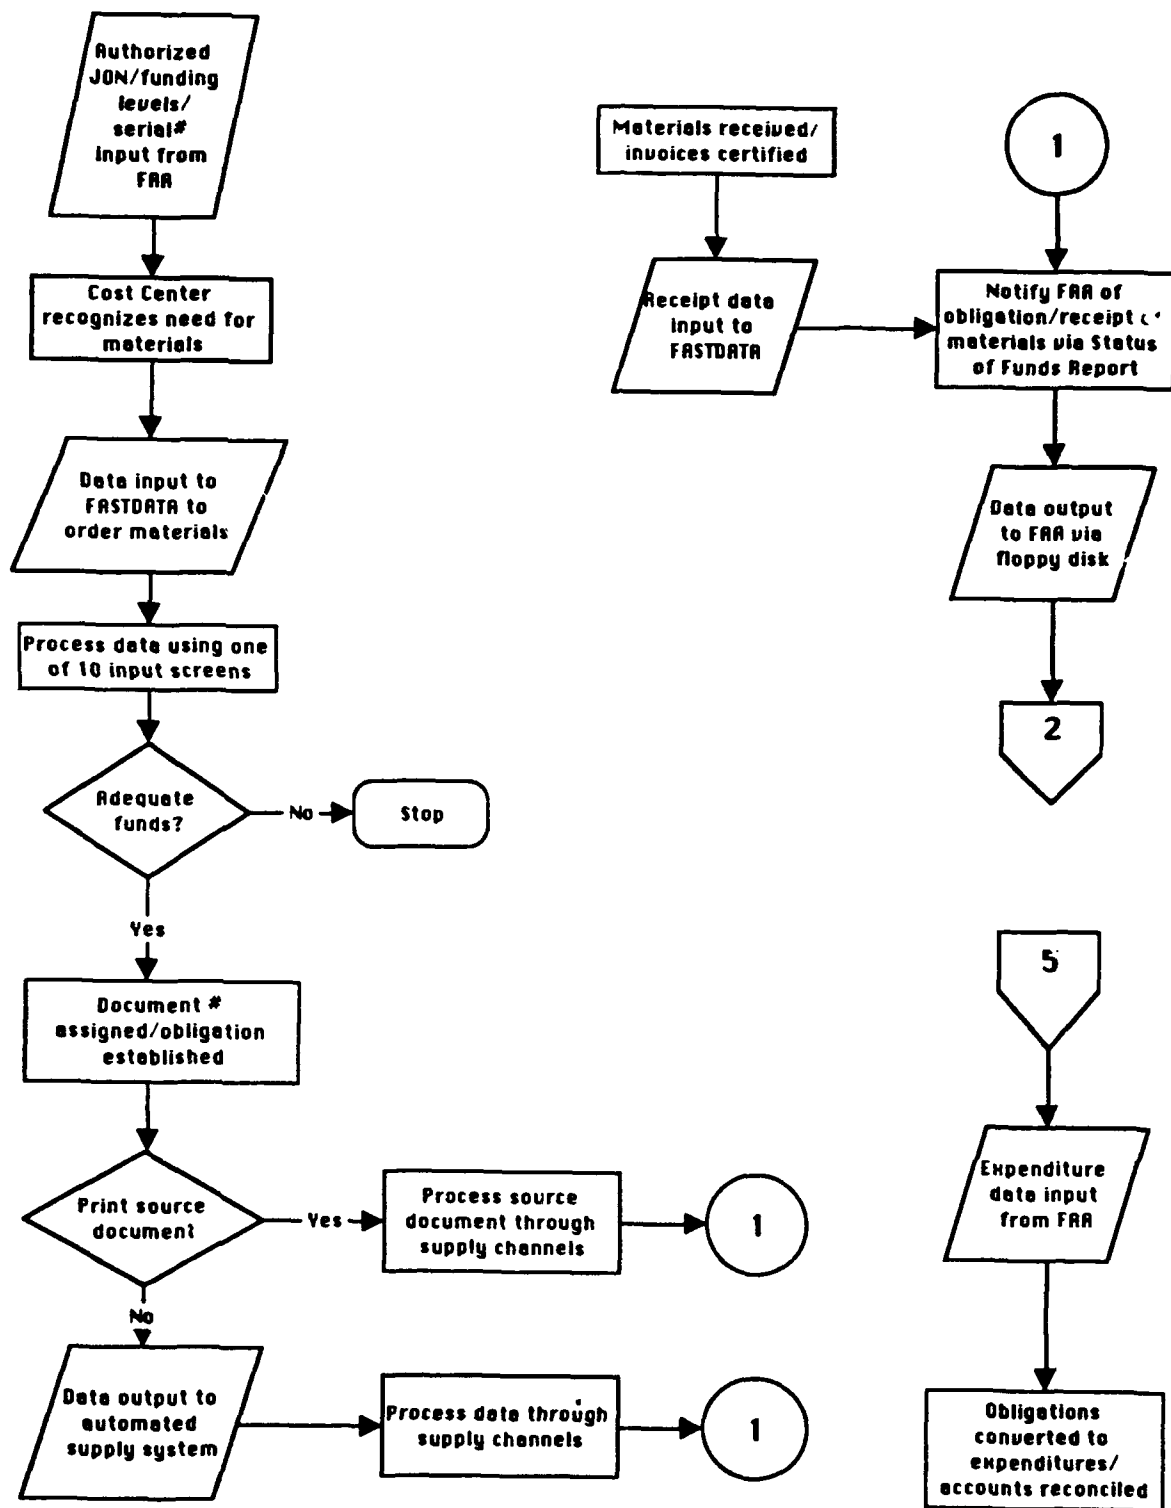 Authorized
JON/funding
levels/
serial#
input from
FAA
Cost Center
recognizes need for
materials
Data input to
FASTDATA to
order materials
Process data using one
of 10 input screens
Adequate
funds?
No
Stop
Yes
Document #
assigned/obligation
established
Print source
document?
Yes
Process source
document through
supply channels
1
No
Data output to
automated
supply system
Process data through
supply channels
1
Materials received/
invoices certified
Receipt data
input to
FASTDATA
1
Notify FAA of
obligation/receipt
materials via Status
of Funds Report
Data output
to FAA via
floppy disk
2
5
Expenditure
data input
from FAA
Obligations
converted to
expenditures/
accounts reconciled